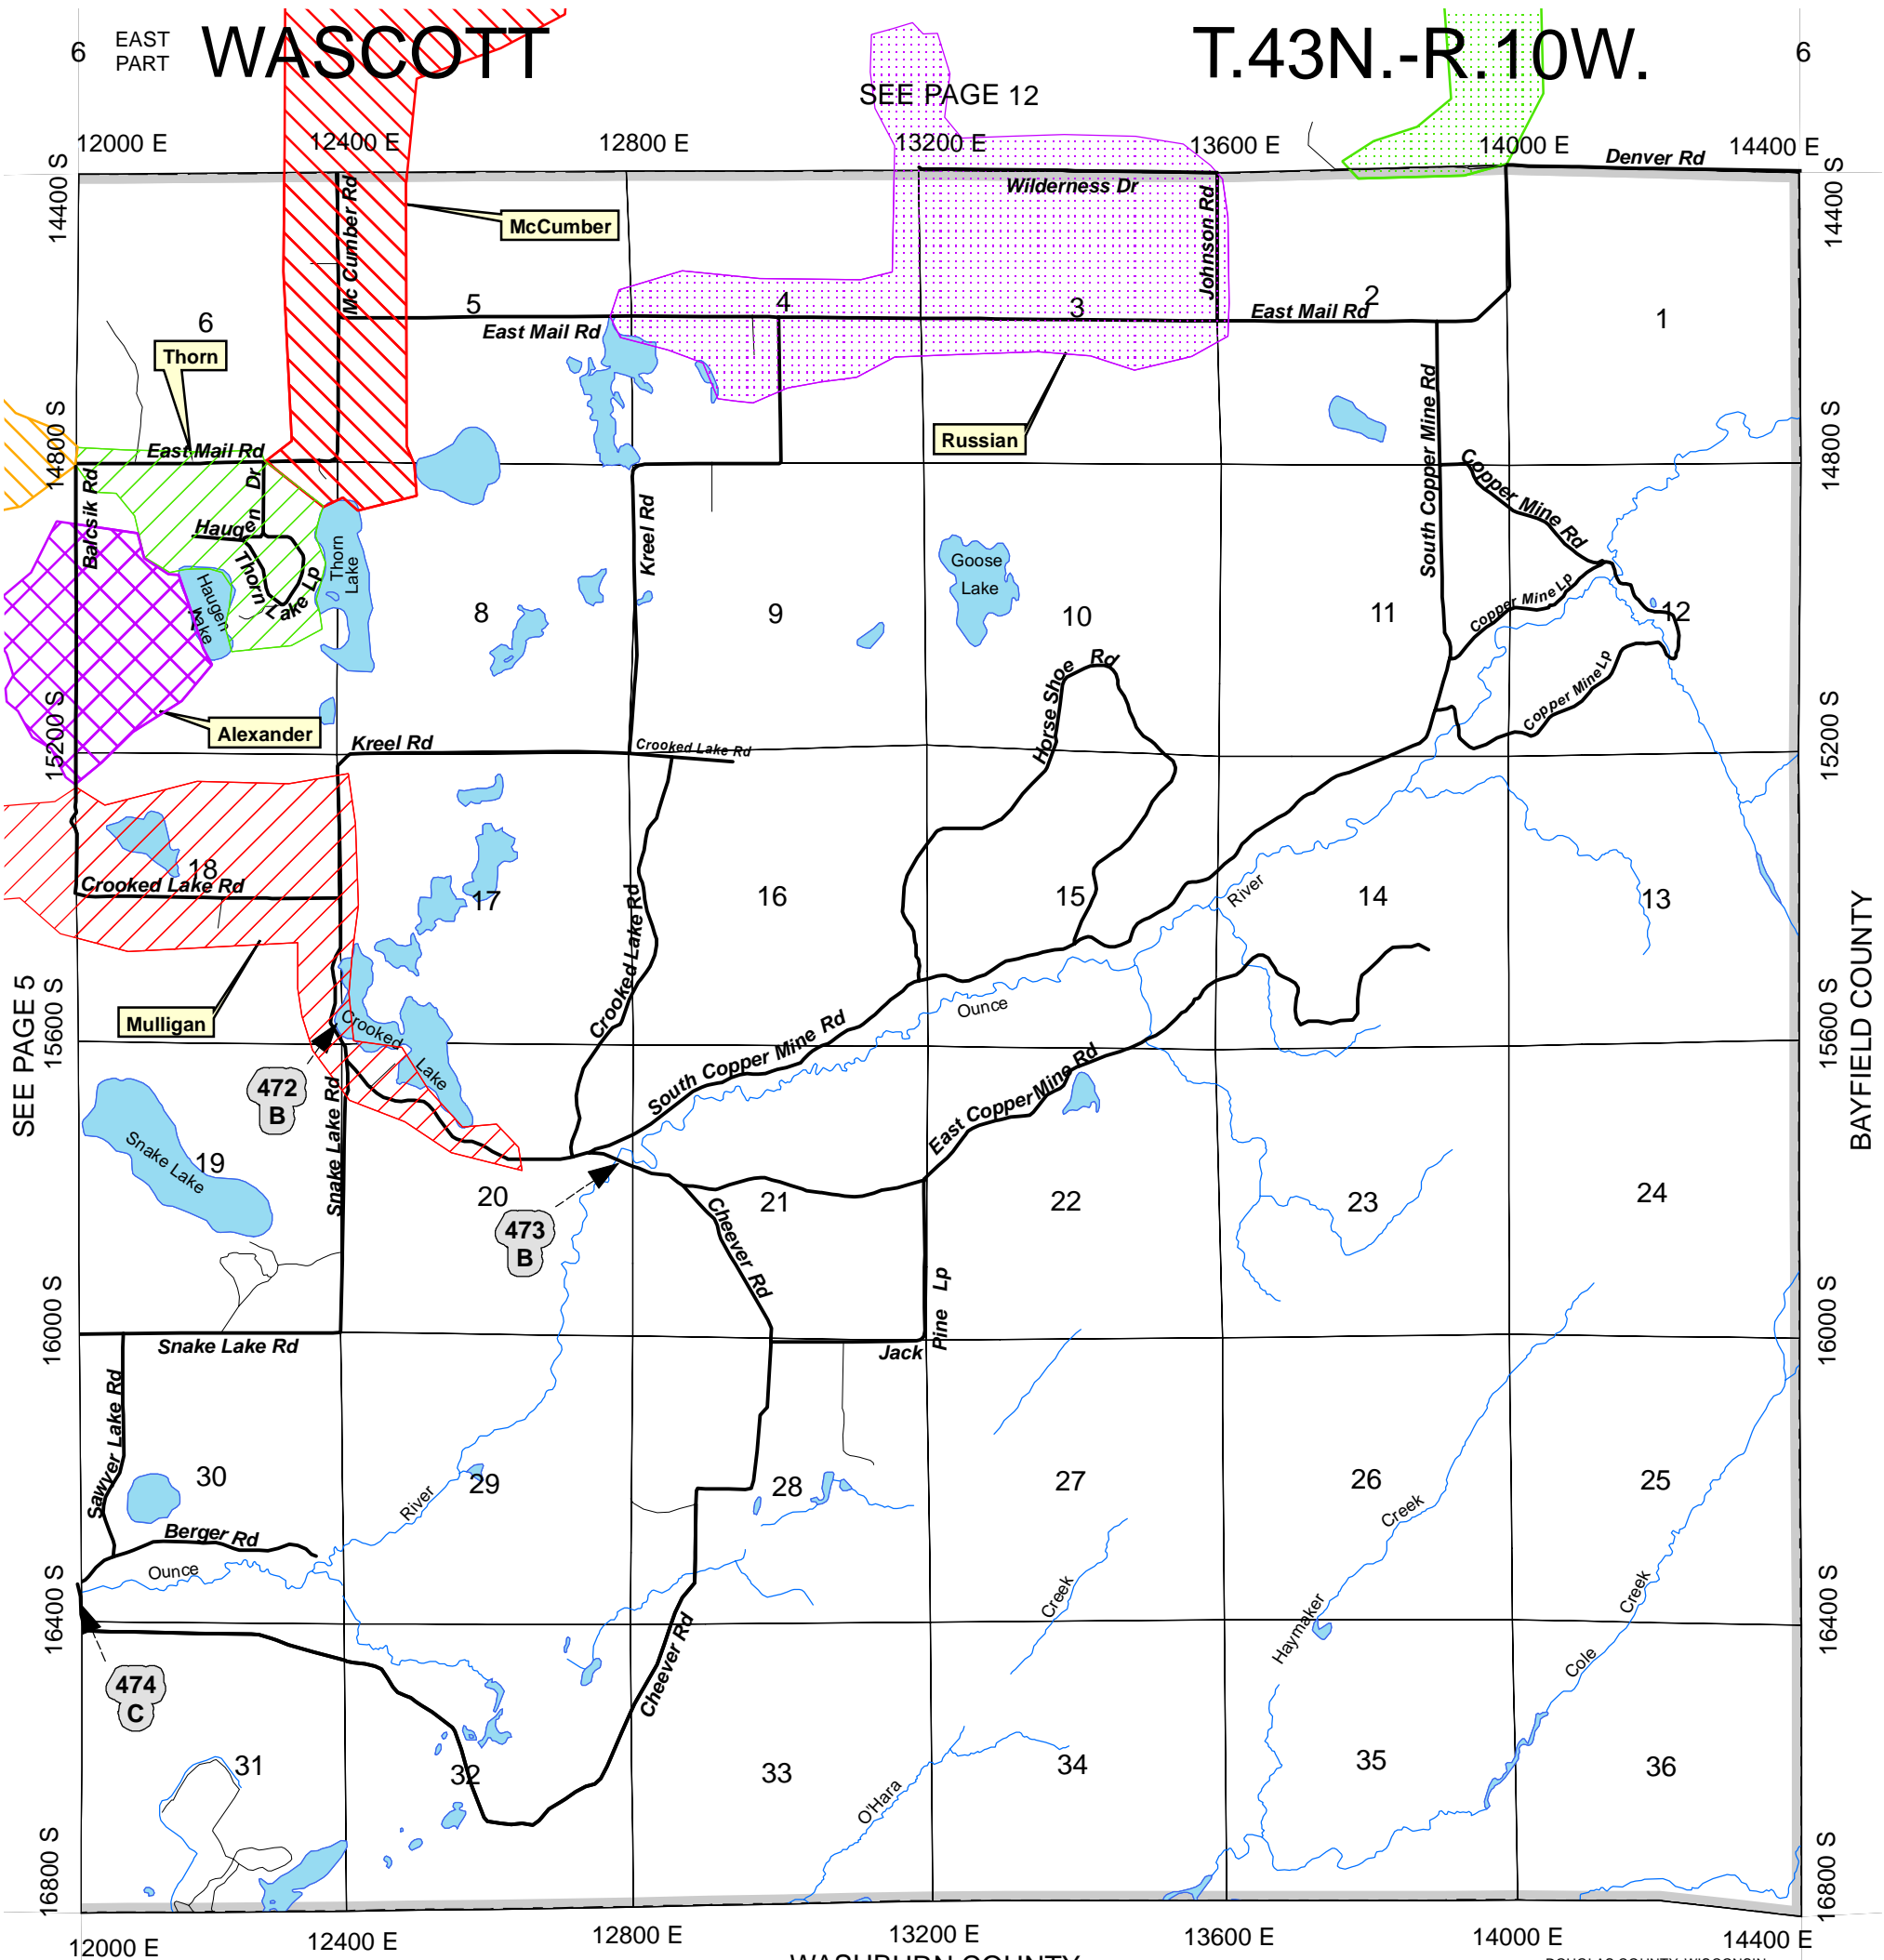 6
EAST
PART
WASCOTT
T.43N.-R.10W.
6
SEE PAGE 12
12000 E
12400 E
12800 E
13200 E
13600 E
14000 E
14400 E
Denver Rd
Wilderness Dr
14400 S
14400 S
Mc Cumber Rd
McCumber
Johnson Rd
5
4
3
2
1
6
East Mail Rd
East Mail Rd
Thorn
South Copper Mine Rd
Russian
14800 S
14800 S
East Mail Rd
Balcsik Rd
Haugen Dr
Thorn Lake Lp
Haugen
Lake
Thorn
Lake
Kreel Rd
Goose
Lake
Copper Mine Rd
Copper Mine Lp
Copper Mine Lp
8
9
10
11
12
Horse Shoe Rd
Alexander
15200 S
15200 S
Kreel Rd
Crooked Lake Rd
18
17
16
15
14
13
Crooked Lake Rd
Crooked Lake Rd
River
Ounce
Mulligan
SEE PAGE 5
BAYFIELD COUNTY
15600 S
15600 S
Crooked
Lake
South Copper Mine Rd
East Copper Mine Rd
472
B
Snake Lake Rd
Snake Lake
19
20
21
22
23
24
473
B
Cheever Rd
Jack Pine Lp
16000 S
16000 S
Snake Lake Rd
Sawyer Lake Rd
30
29
28
27
26
25
River
Creek
Berger Rd
Ounce
Creek
Haymaker
Creek
Cole
16400 S
16400 S
474
C
Cheever Rd
31
32
33
34
35
36
O'Hara
16800 S
16800 S
12000 E
12400 E
12800 E
13200 E
13600 E
14000 E
14400 E
WASHBURN COUNTY
DOUGLAS COUNTY, WISCONSIN